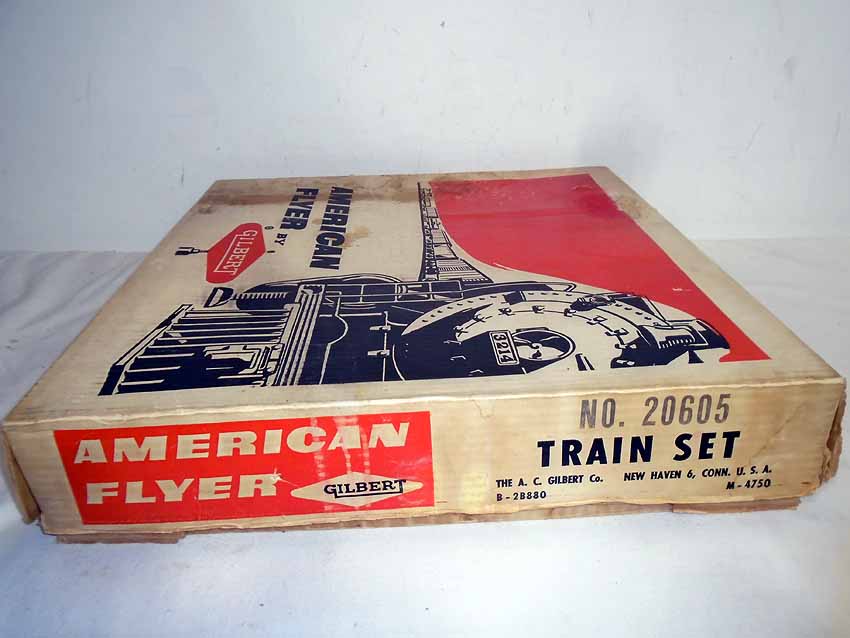 AMERICAN
FLYER BY
GILBERT
3214
AMERICAN
FLYER
GILBERT
NO. 20605
TRAIN SET
THE A. C. GILBERT Co. NEW HAVEN 6, CONN. U. S. A.
B - 2B880 M - 4750